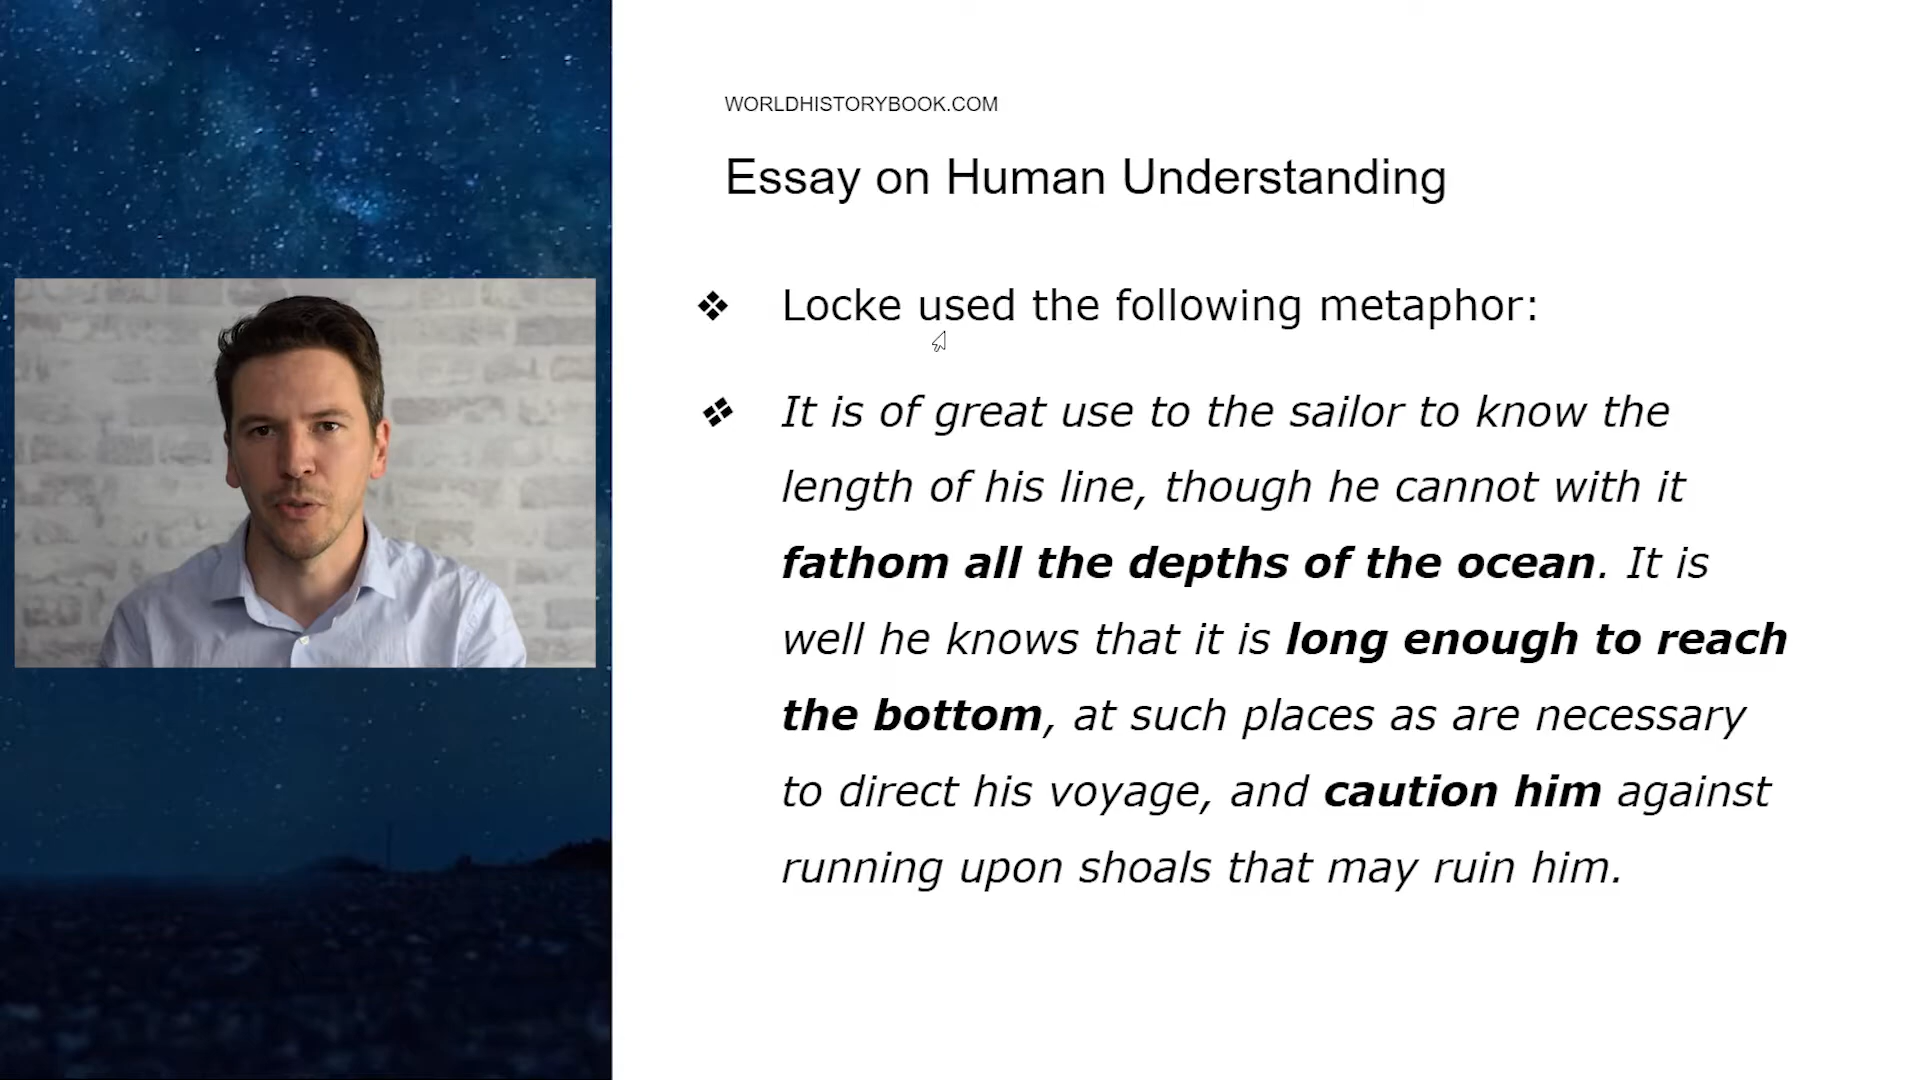 WORLDHISTORYBOOK.COM
Essay on Human Understanding
❖ Locke used the following metaphor:
❖ It is of great use to the sailor to know the
length of his line, though he cannot with it
fathom all the depths of the ocean. It is
well he knows that it is long enough to reach
the bottom, at such places as are necessary
to direct his voyage, and caution him against
running upon shoals that may ruin him.